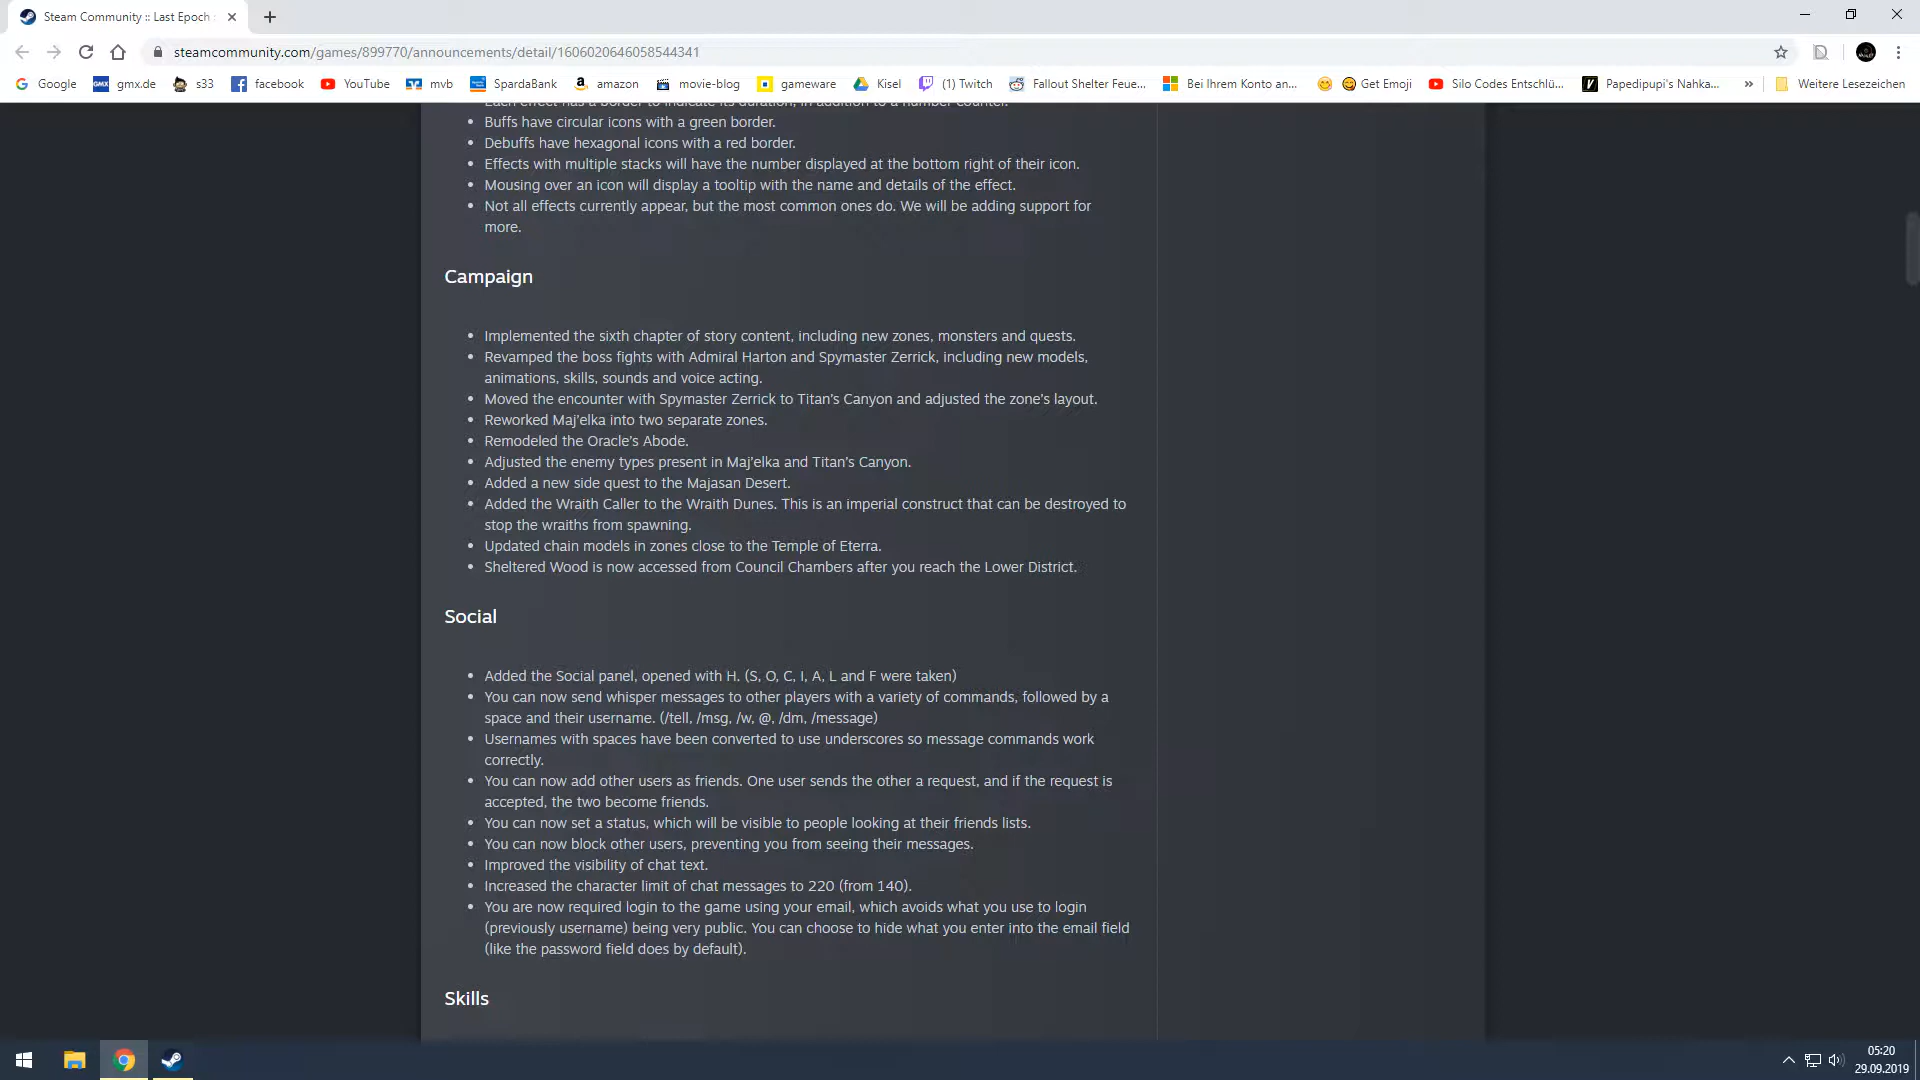 Steam Community :: Last Epoch
steamcommunity.com/games/899770/announcements/detail/1606020646058544341
Google gmx.de s33 facebook YouTube mvb SpardaBank amazon movie-blog gameware Kisel (1) Twitch Fallout Shelter Feue... Bei Ihrem Konto an... Get Emoji Silo Codes Entschlü... Papedipupi's Nahka... » Weitere Lesezeichen
Each effect has a border to indicate its duration, in addition to a number counter.
Buffs have circular icons with a green border.
Debuffs have hexagonal icons with a red border.
Effects with multiple stacks will have the number displayed at the bottom right of their icon.
Mousing over an icon will display a tooltip with the name and details of the effect.
Not all effects currently appear, but the most common ones do. We will be adding support for
more.
Campaign
Implemented the sixth chapter of story content, including new zones, monsters and quests.
Revamped the boss fights with Admiral Harton and Spymaster Zerrick, including new models,
animations, skills, sounds and voice acting.
Moved the encounter with Spymaster Zerrick to Titan's Canyon and adjusted the zone's layout.
Reworked Maj'elka into two separate zones.
Remodeled the Oracle's Abode.
Adjusted the enemy types present in Maj'elka and Titan's Canyon.
Added a new side quest to the Majasan Desert.
Added the Wraith Caller to the Wraith Dunes. This is an imperial construct that can be destroyed to
stop the wraiths from spawning.
Updated chain models in zones close to the Temple of Eterra.
Sheltered Wood is now accessed from Council Chambers after you reach the Lower District.
Social
Added the Social panel, opened with H. (S, O, C, I, A, L and F were taken)
You can now send whisper messages to other players with a variety of commands, followed by a
space and their username. (/tell, /msg, /w, @, /dm, /message)
Usernames with spaces have been converted to use underscores so message commands work
correctly.
You can now add other users as friends. One user sends the other a request, and if the request is
accepted, the two become friends.
You can now set a status, which will be visible to people looking at their friends lists.
You can now block other users, preventing you from seeing their messages.
Improved the visibility of chat text.
Increased the character limit of chat messages to 220 (from 140).
You are now required login to the game using your email, which avoids what you use to login
(previously username) being very public. You can choose to hide what you enter into the email field
(like the password field does by default).
Skills
05:20
29.09.2019